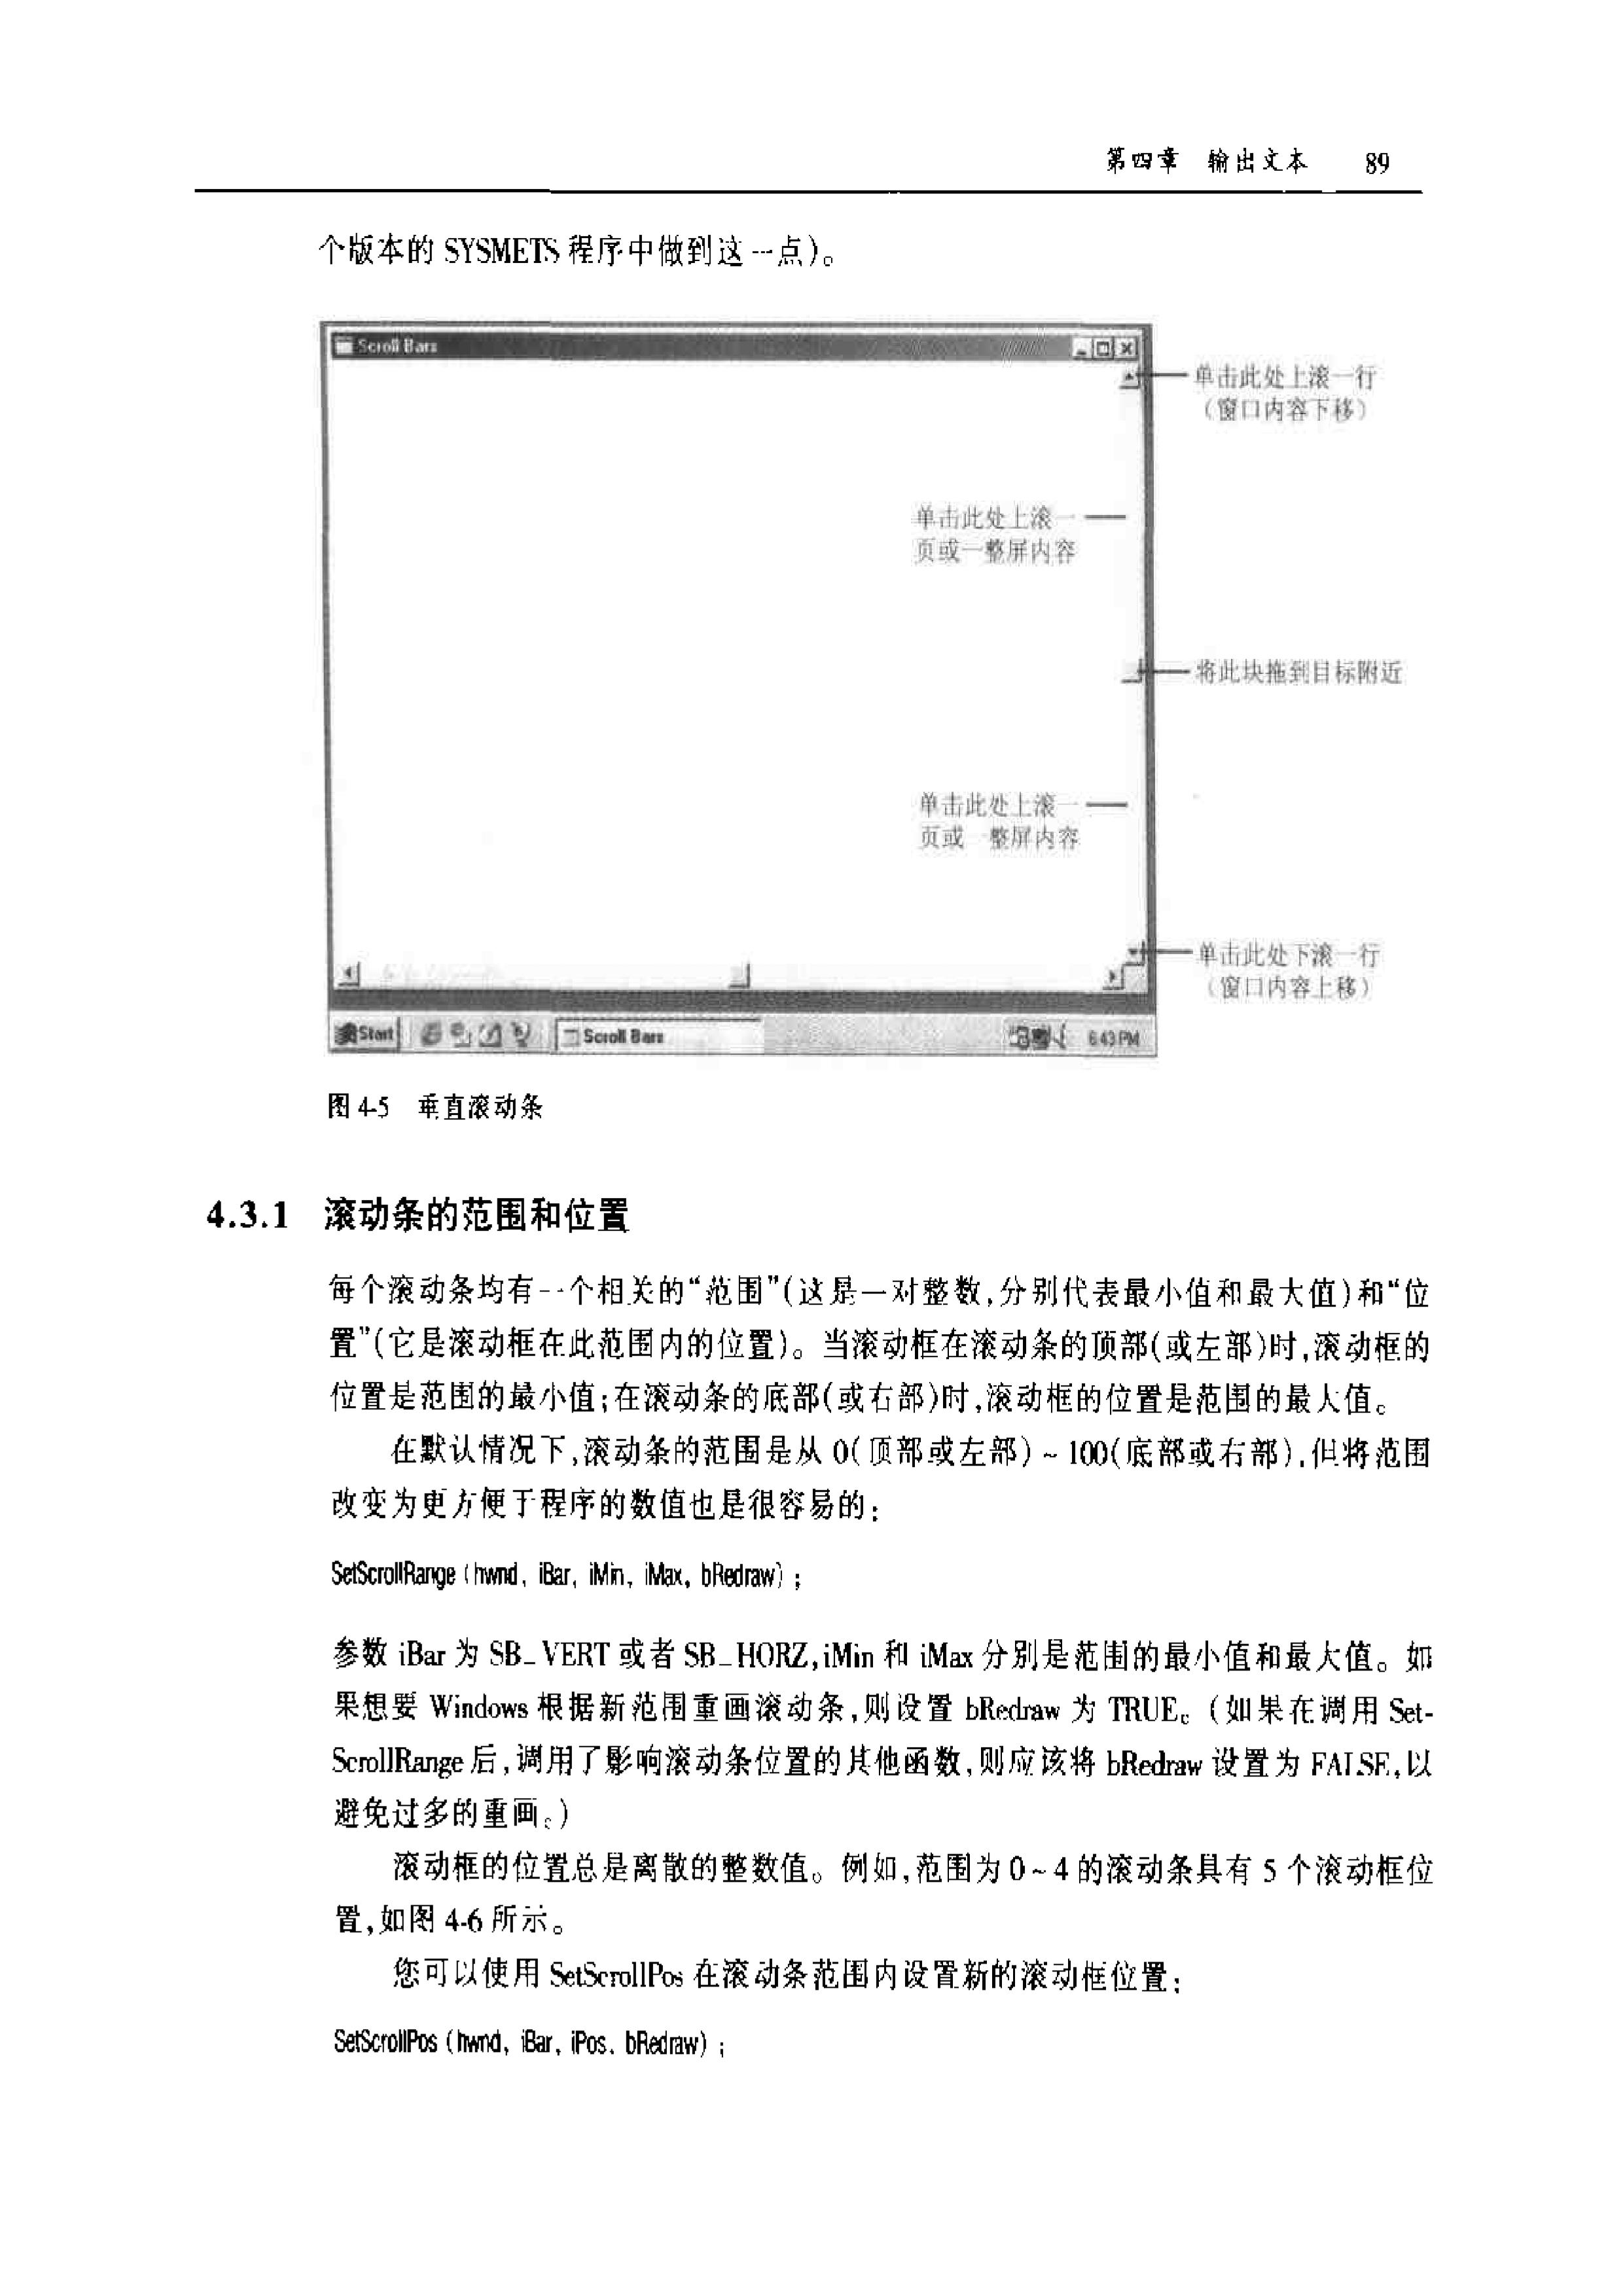 第四章 输出文本 89
个版本的 SYSMETS 程序中做到这一点)。
Scroll Bars
单击此处上滚一行
(窗口内容下移)
单击此处上滚一
页或一整屏内容
将此块拖到目标附近
单击此处上滚一
页或一整屏内容
单击此处下滚一行
(窗口内容上移)
Start Scroll Bars 6:43 PM
图 4-5 垂直滚动条
4.3.1 滚动条的范围和位置
每个滚动条均有一个相关的“范围”(这是一对整数,分别代表最小值和最大值)和“位
置”(它是滚动框在此范围内的位置)。当滚动框在滚动条的顶部(或左部)时,滚动框的
位置是范围的最小值;在滚动条的底部(或右部)时,滚动框的位置是范围的最大值。
在默认情况下,滚动条的范围是从 0(顶部或左部) ~ 100(底部或右部),但将范围
改变为更方便于程序的数值也是很容易的:
SetScrollRange (hwnd, iBar, iMin, iMax, bRedraw) ;
参数 iBar 为 SB_VERT 或者 SB_HORZ,iMin 和 iMax 分别是范围的最小值和最大值。如
果想要 Windows 根据新范围重画滚动条,则设置 bRedraw 为 TRUE。(如果在调用 Set-
ScrollRange 后,调用了影响滚动条位置的其他函数,则应该将 bRedraw 设置为 FALSE,以
避免过多的重画。)
滚动框的位置总是离散的整数值。例如,范围为 0 ~ 4 的滚动条具有 5 个滚动框位
置,如图 4-6 所示。
您可以使用 SetScrollPos 在滚动条范围内设置新的滚动框位置:
SetScrollPos (hwnd, iBar, iPos, bRedraw) ;